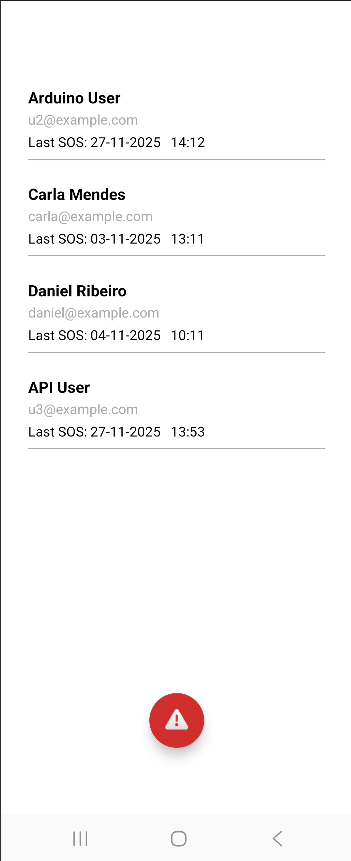 Arduino User
u2@example.com
Last SOS: 27-11-2025 14:12
Carla Mendes
carla@example.com
Last SOS: 03-11-2025 13:11
Daniel Ribeiro
daniel@example.com
Last SOS: 04-11-2025 10:11
API User
u3@example.com
Last SOS: 27-11-2025 13:53